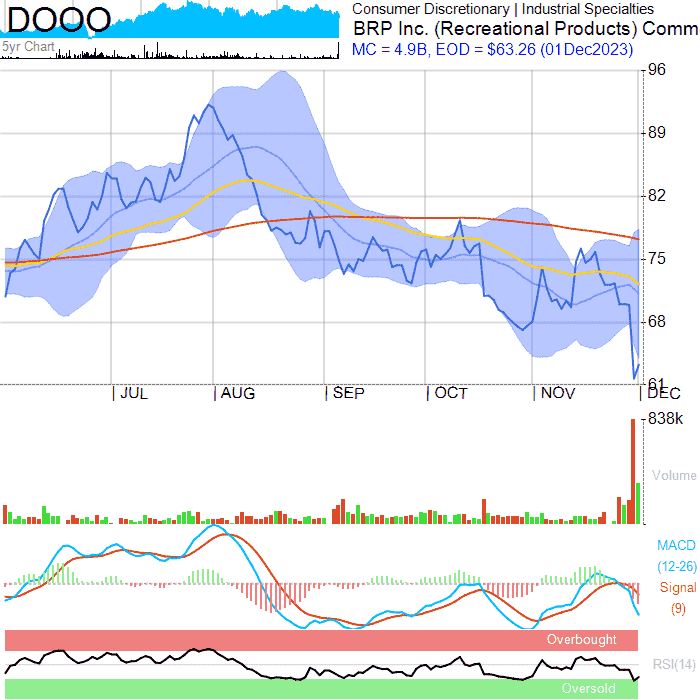 DOOO
Consumer Discretionary | Industrial Specialties
BRP Inc. (Recreational Products) Comm
MC = 4.9B, EOD = $63.26 (01Dec2023)
5yr Chart
96
89
82
75
68
61
JUL
AUG
SEP
OCT
NOV
DEC
838k
Volume
MACD
(12-26)
Signal
(9)
Overbought
RSI(14)
Oversold